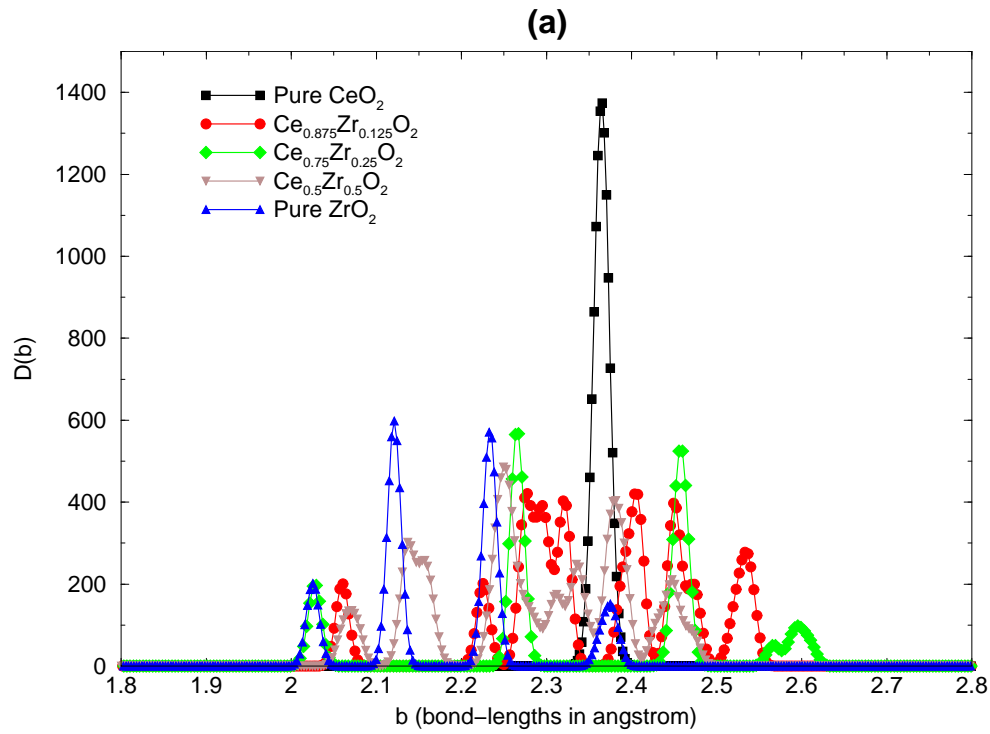 (a)
1400
1200
1000
800
600
400
200
0
D(b)
Pure CeO₂
Ce₀.₈₇₅Zr₀.₁₂₅O₂
Ce₀.₇₅Zr₀.₂₅O₂
Ce₀.₅Zr₀.₅O₂
Pure ZrO₂
1.8 1.9 2 2.1 2.2 2.3 2.4 2.5 2.6 2.7 2.8
b (bond−lengths in angstrom)